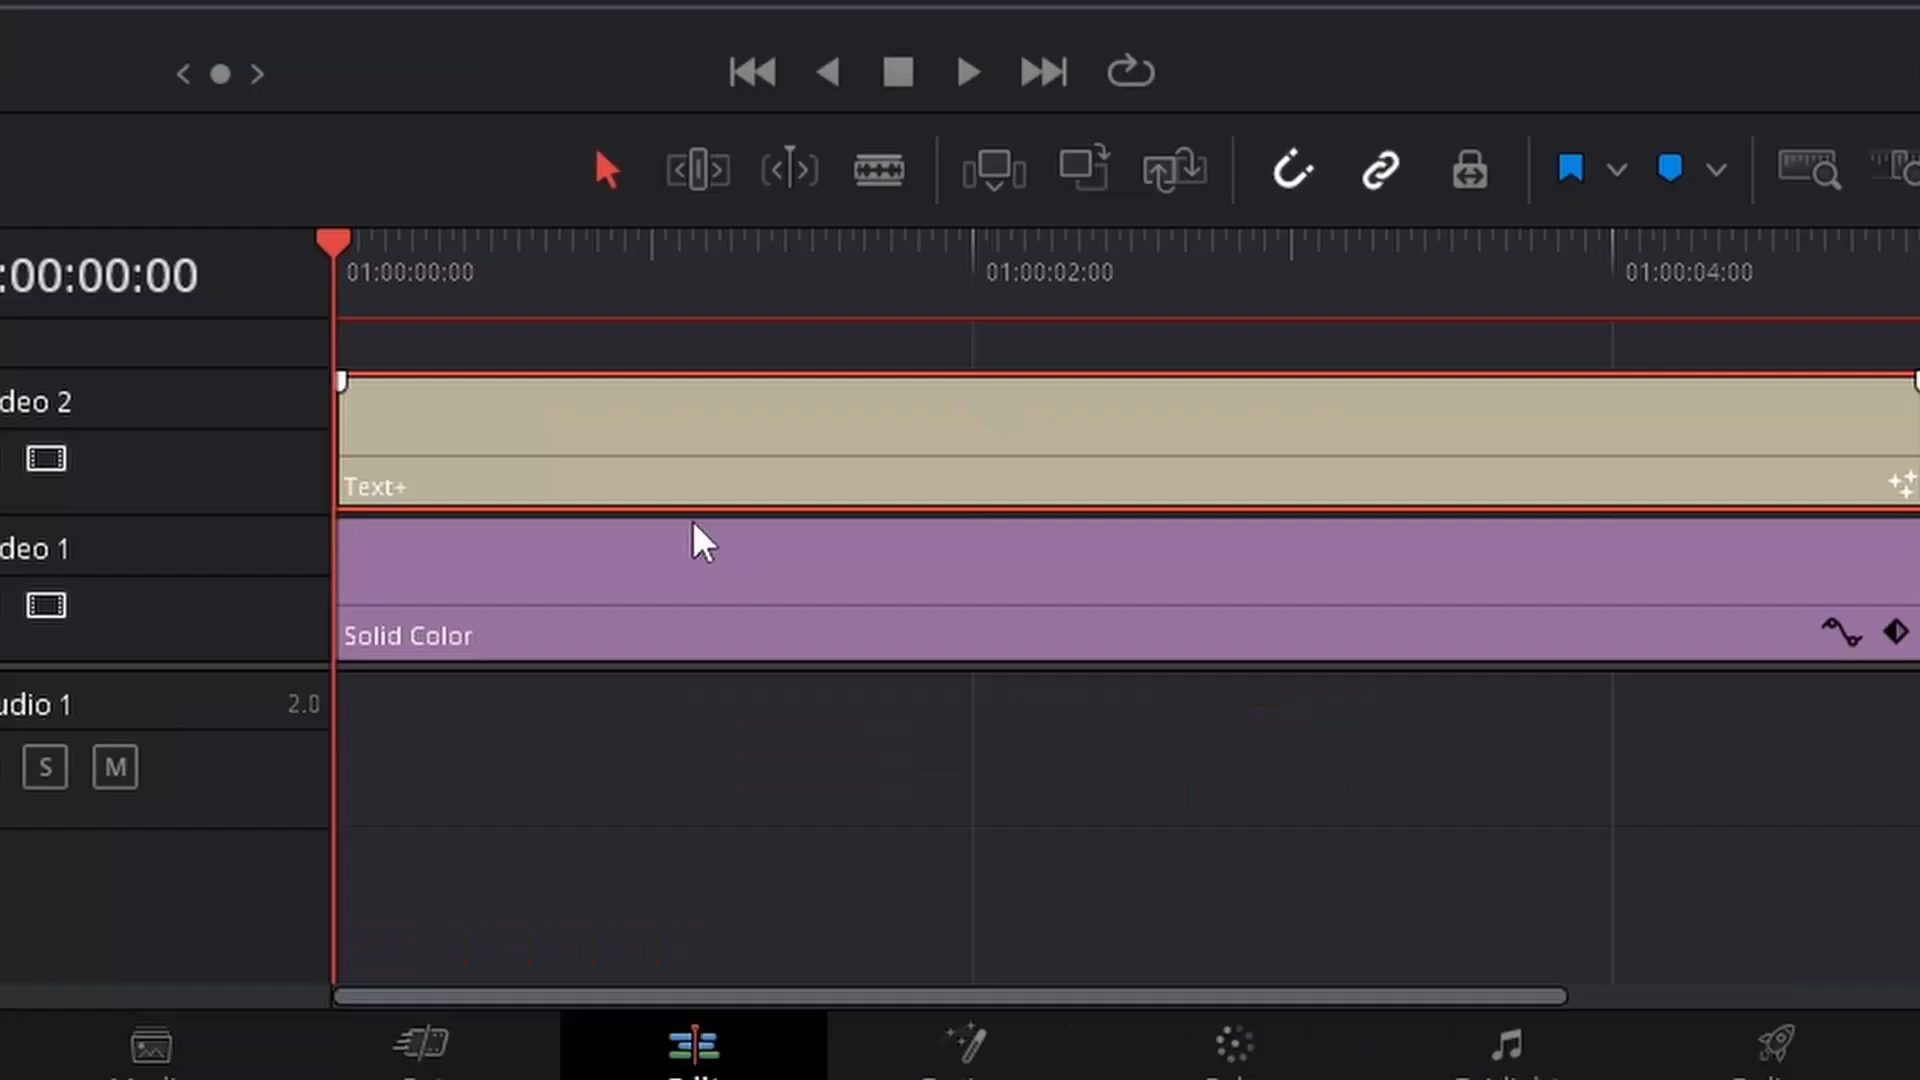 :00:00:00
01:00:00:00
01:00:02:00
01:00:04:00
deo 2
Text+
deo 1
Solid Color
udio 1
2.0
S
M